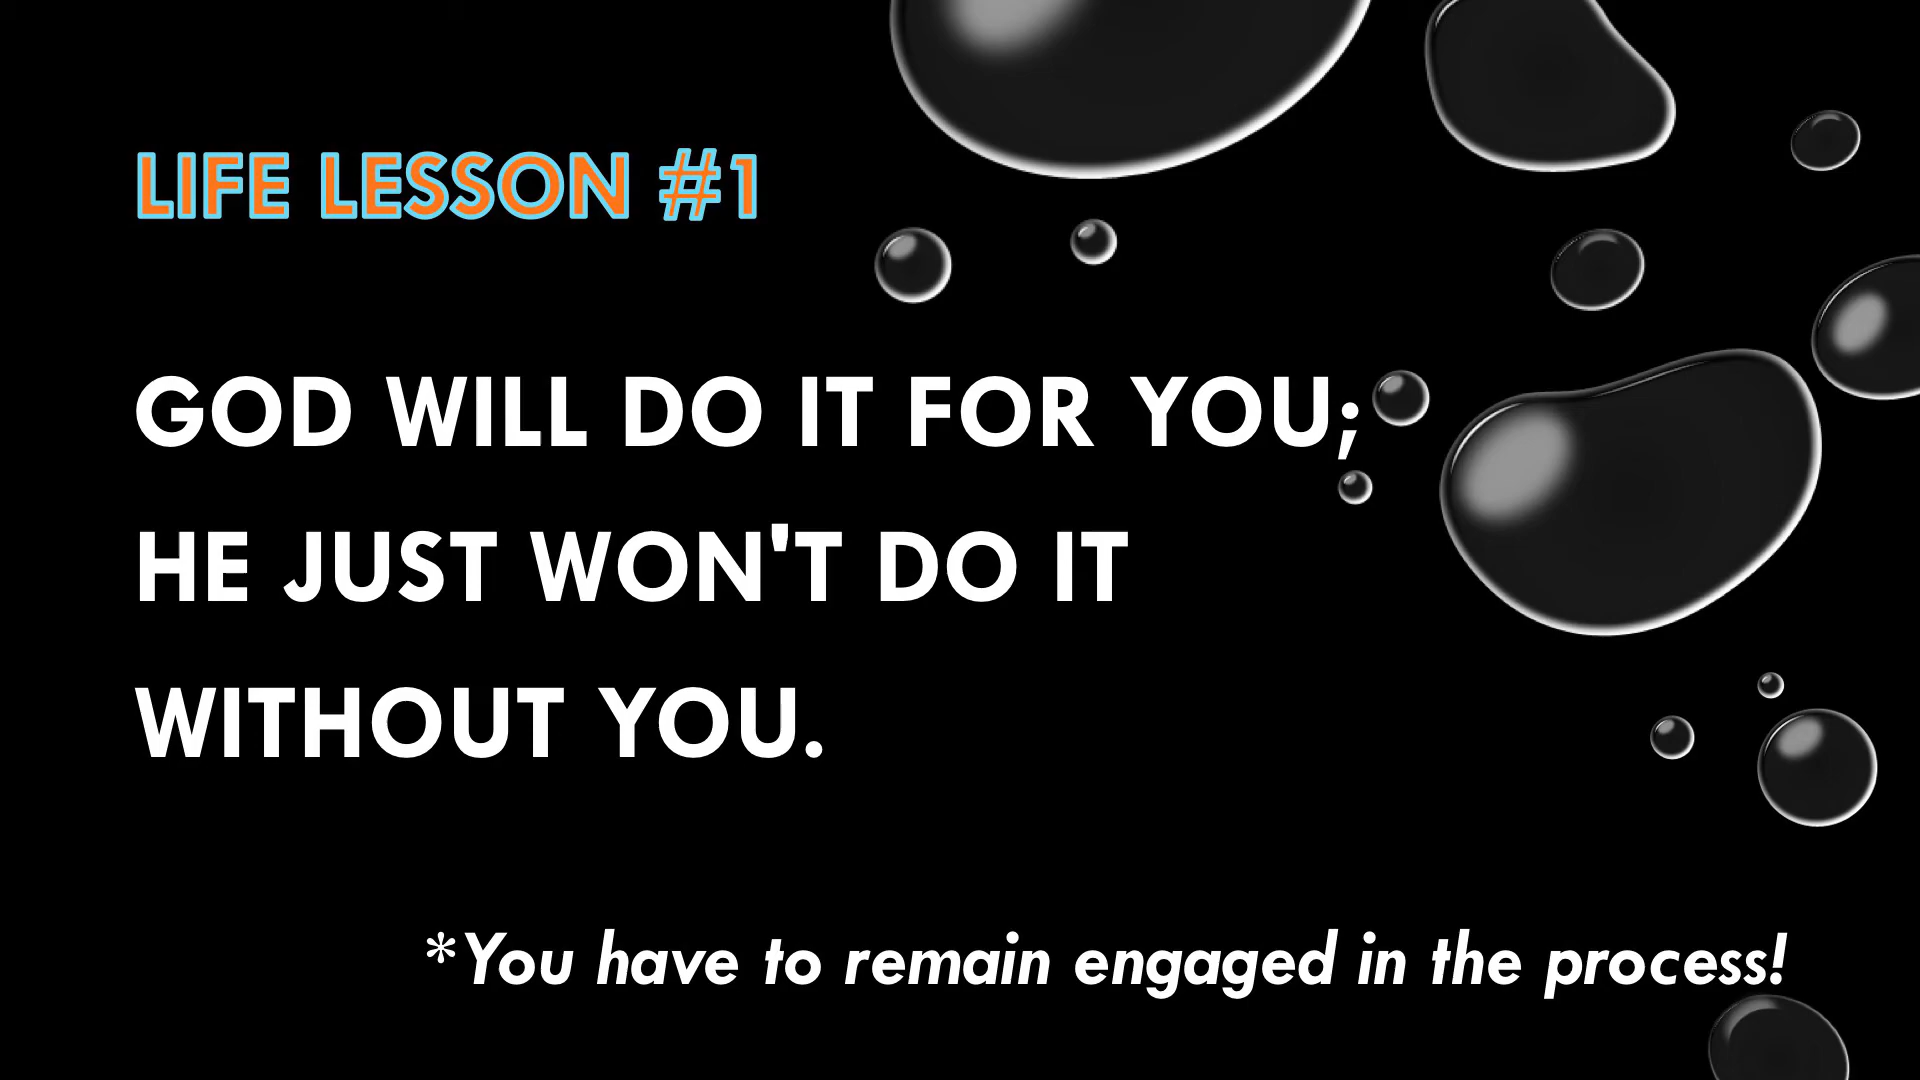 LIFE LESSON #1
GOD WILL DO IT FOR YOU;
HE JUST WON'T DO IT
WITHOUT YOU.
*You have to remain engaged in the process!